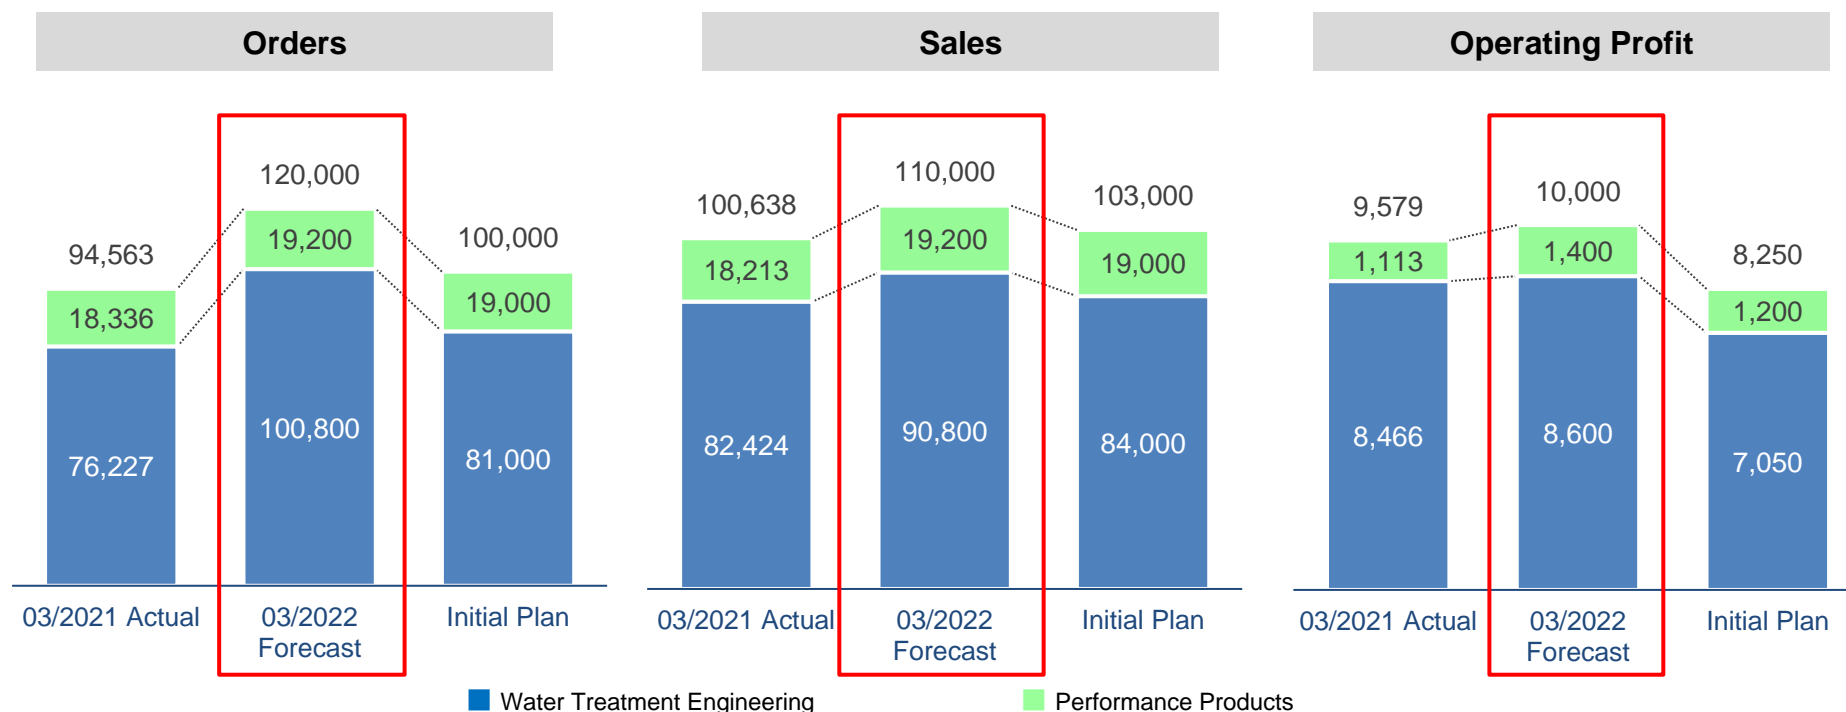 Orders
120,000
94,563
19,200
100,000
18,336
19,000
100,800
76,227
81,000
03/2021 Actual
03/2022
Forecast
Initial Plan
Sales
110,000
100,638
103,000
19,200
18,213
19,000
90,800
82,424
84,000
03/2021 Actual
03/2022
Forecast
Initial Plan
Operating Profit
10,000
9,579
8,250
1,113
1,400
1,200
8,466
8,600
7,050
03/2021 Actual
03/2022
Forecast
Initial Plan
Water Treatment Engineering
Performance Products